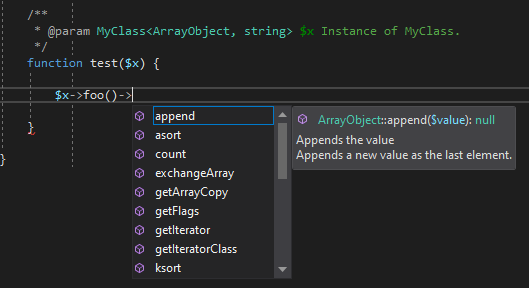 /**
* @param MyClass<ArrayObject, string> $x Instance of MyClass.
*/
function test($x) {
$x->foo()->
append
asort
count
exchangeArray
getArrayCopy
getFlags
getIterator
getIteratorClass
ksort
ArrayObject::append($value): null
Appends the value
Appends a new value as the last element.
}
}